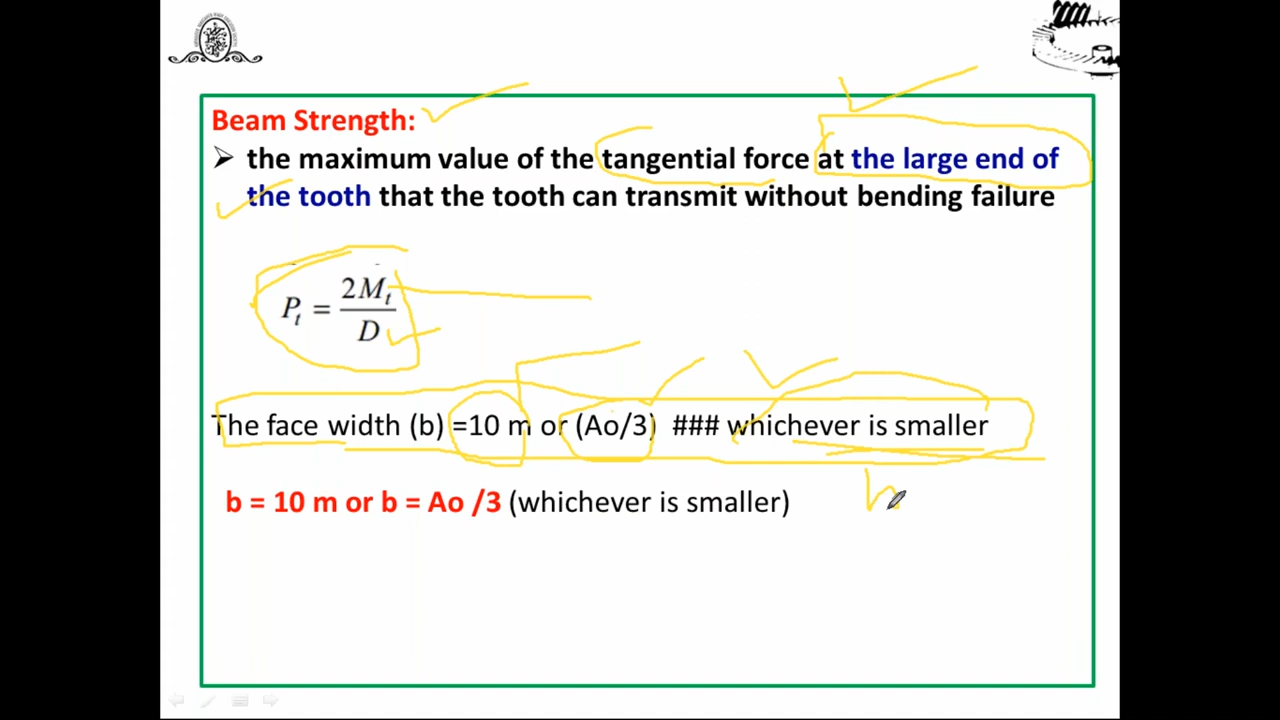 Beam Strength:
➢ the maximum value of the tangential force at the large end of
the tooth that the tooth can transmit without bending failure
P_t = 2M_t / D
The face width (b) =10 m or (Ao/3) ### whichever is smaller
b = 10 m or b = Ao /3 (whichever is smaller)
b